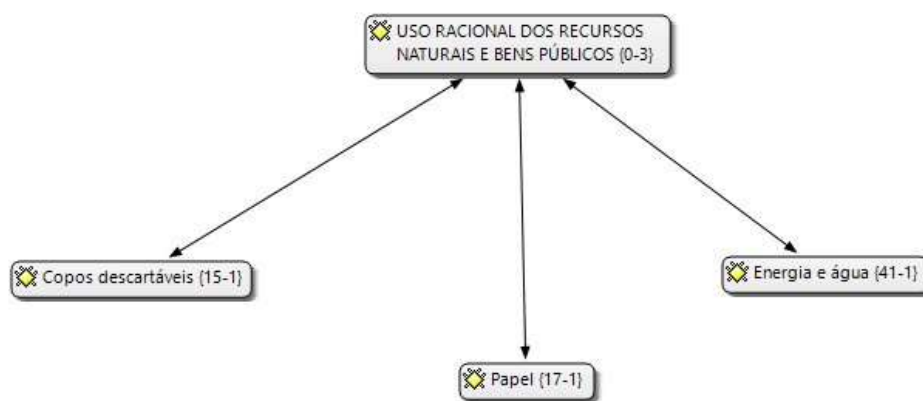 USO RACIONAL DOS RECURSOS
NATURAIS E BENS PÚBLICOS {0-3}
Copos descartáveis {15-1}
Energia e água {41-1}
Papel {17-1}